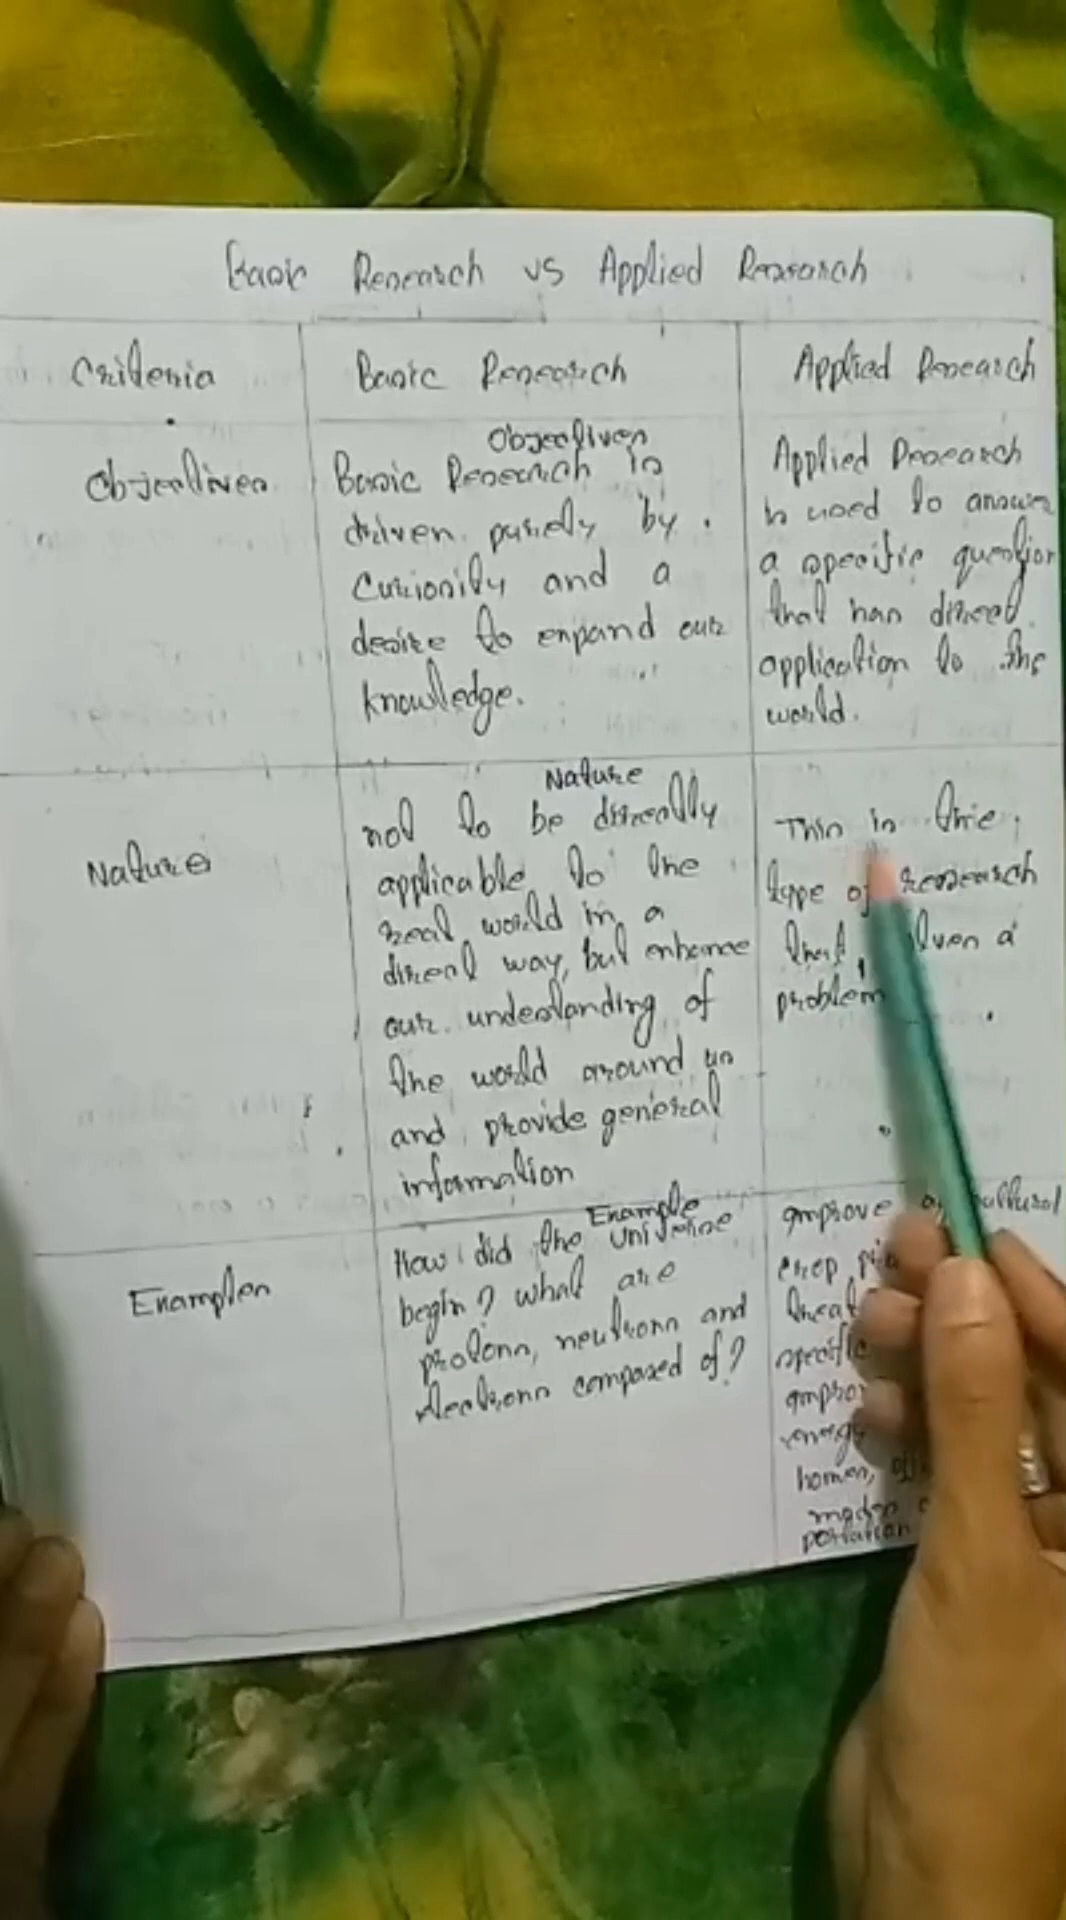 Basic Research vs Applied Research
Criteria
Basic Research
Applied Research
Objectives
Objectives
Basic Research is
driven purely by
curiosity and a
desire to expand our
knowledge.
Applied Research
is used to answer
a specific question
that has direct
application to the
world.
Nature
Nature
not to be directly
applicable to the
real world in a
direct way, but enhance
our understanding of
the world around us
and provide general
information
This is the
type of research
that
a
problem
Examples
Example
How did the universe
begin? what are
protons, neutrons and
electrons composed of?
improve
crop
treat
specific
energy
homes,